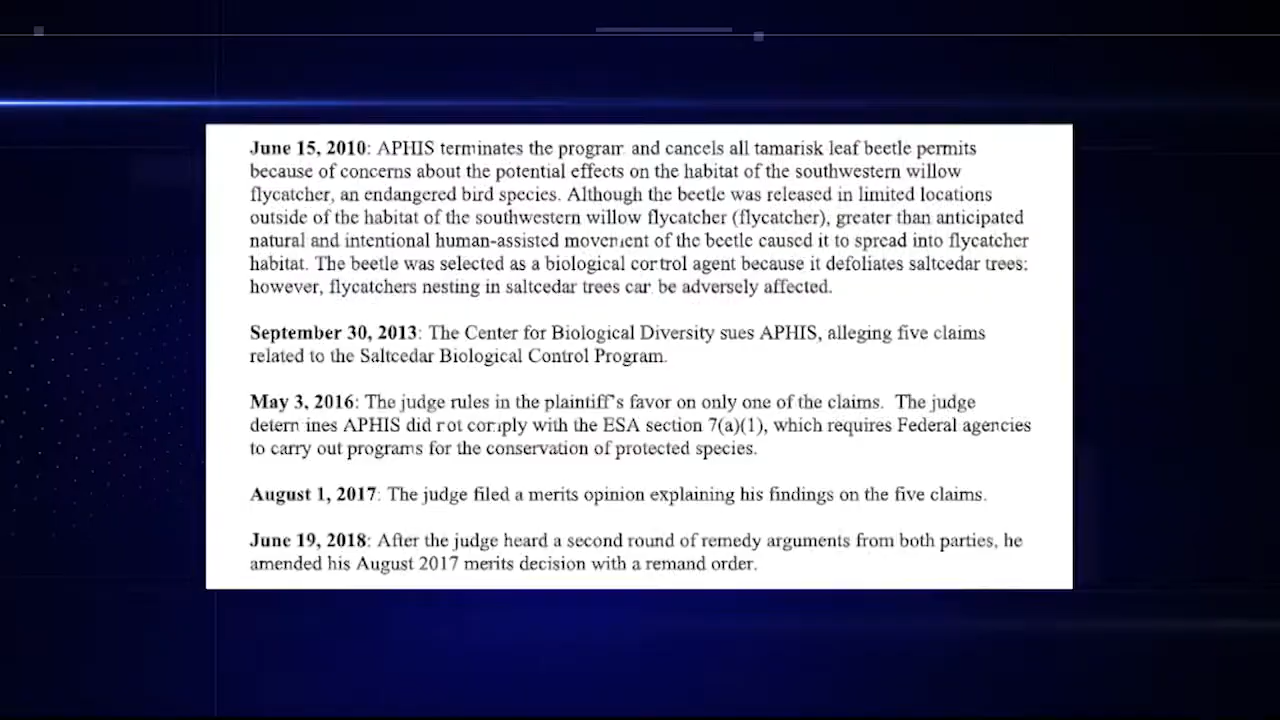 June 15, 2010: APHIS terminates the program and cancels all tamarisk leaf beetle permits
because of concerns about the potential effects on the habitat of the southwestern willow
flycatcher, an endangered bird species. Although the beetle was released in limited locations
outside of the habitat of the southwestern willow flycatcher (flycatcher), greater than anticipated
natural and intentional human-assisted movement of the beetle caused it to spread into flycatcher
habitat. The beetle was selected as a biological control agent because it defoliates saltcedar trees;
however, flycatchers nesting in saltcedar trees can be adversely affected.
September 30, 2013: The Center for Biological Diversity sues APHIS, alleging five claims
related to the Saltcedar Biological Control Program.
May 3, 2016: The judge rules in the plaintiff's favor on only one of the claims. The judge
determines APHIS did not comply with the ESA section 7(a)(1), which requires Federal agencies
to carry out programs for the conservation of protected species.
August 1, 2017: The judge filed a merits opinion explaining his findings on the five claims.
June 19, 2018: After the judge heard a second round of remedy arguments from both parties, he
amended his August 2017 merits decision with a remand order.